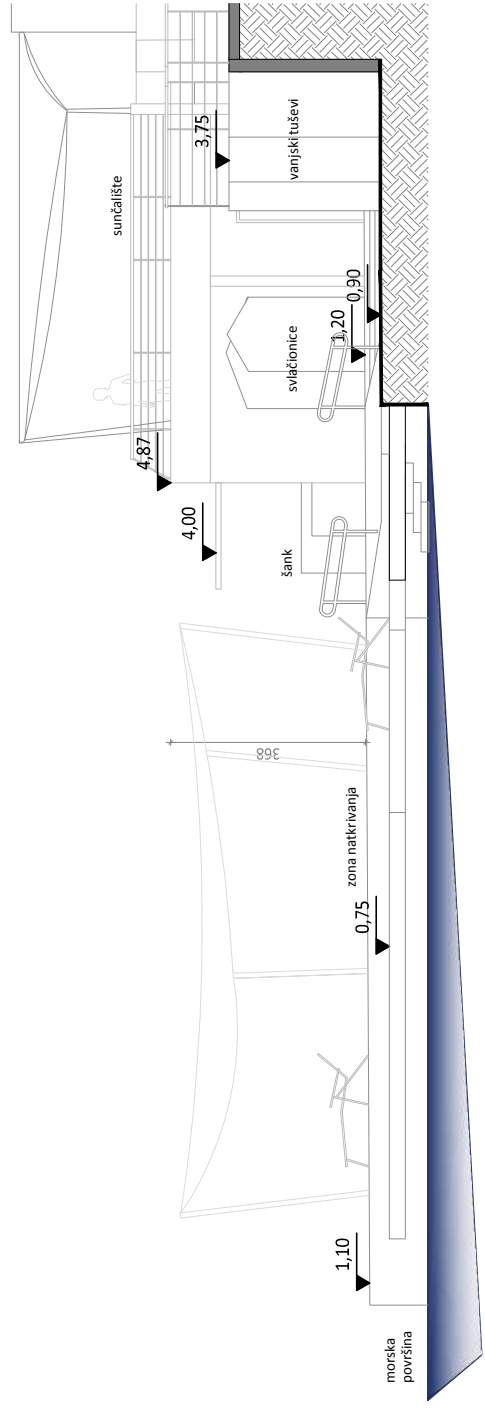 sunčalište
3,75
vanjski tuševi
4,87
4,00
svlačionice
1,20
0,90
šank
368
zona natkrivanja
0,75
1,10
morska
površina